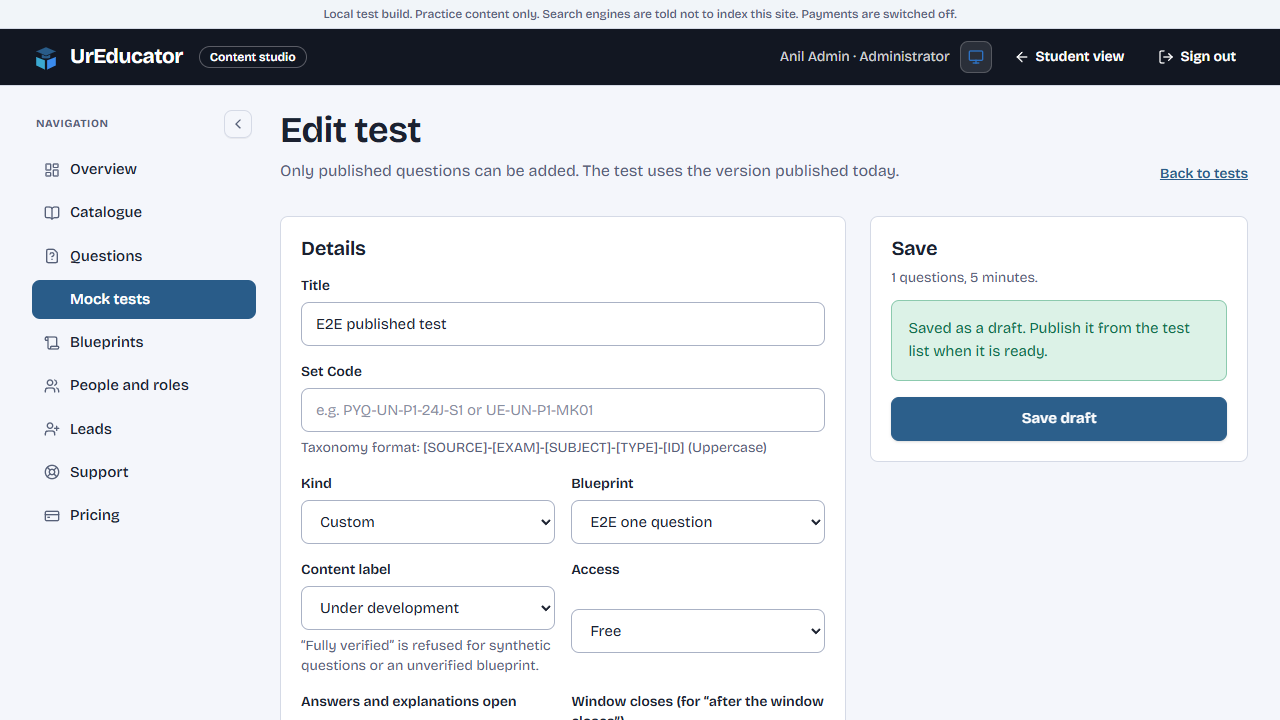 Local test build. Practice content only. Search engines are told not to index this site. Payments are switched off.
UrEducator
Content studio
Anil Admin · Administrator
Student view
Sign out
NAVIGATION
Overview
Catalogue
Questions
Mock tests
Blueprints
People and roles
Leads
Support
Pricing
Edit test
Only published questions can be added. The test uses the version published today.
Back to tests
Details
Title
E2E published test
Set Code
e.g. PYQ-UN-P1-24J-S1 or UE-UN-P1-MK01
Taxonomy format: [SOURCE]-[EXAM]-[SUBJECT]-[TYPE]-[ID] (Uppercase)
Kind
Custom
Blueprint
E2E one question
Content label
Under development
“Fully verified” is refused for synthetic
questions or an unverified blueprint.
Access
Free
Answers and explanations open
Window closes (for “after the window
closes”)
Save
1 questions, 5 minutes.
Saved as a draft. Publish it from the test
list when it is ready.
Save draft